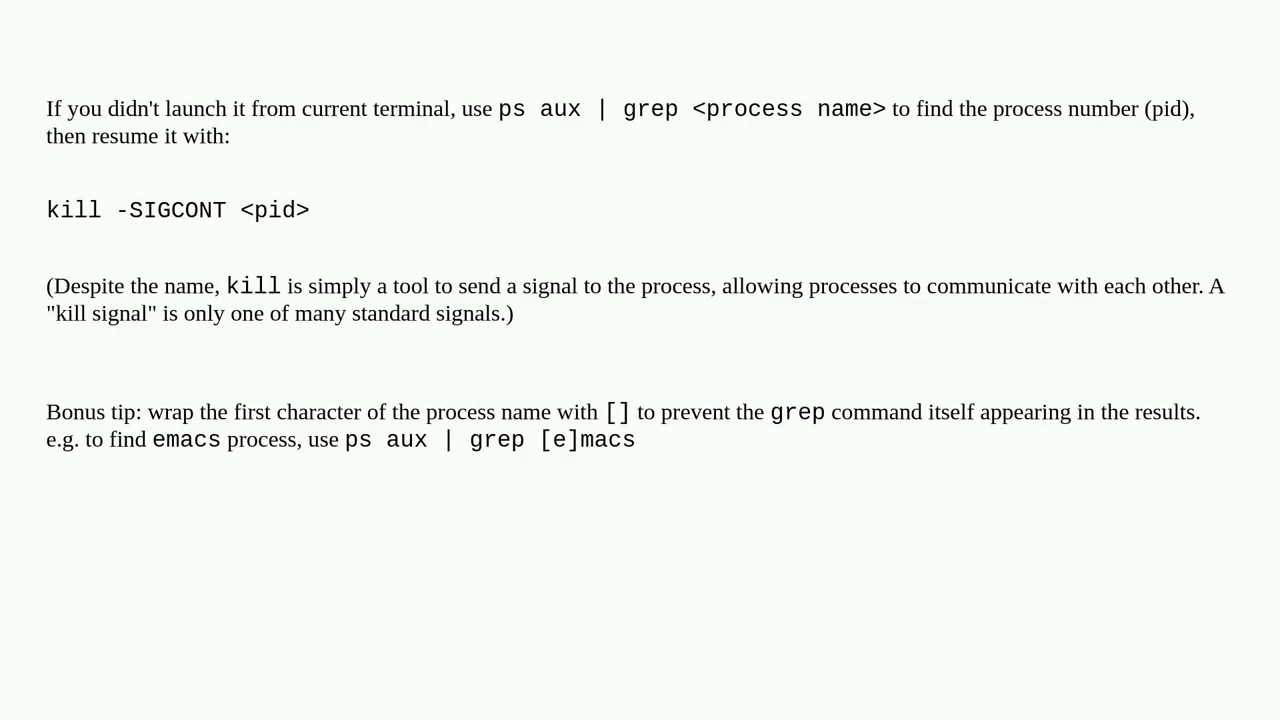 If you didn't launch it from current terminal, use ps aux | grep <process name> to find the process number (pid),
then resume it with:
kill -SIGCONT <pid>
(Despite the name, kill is simply a tool to send a signal to the process, allowing processes to communicate with each other. A
"kill signal" is only one of many standard signals.)
Bonus tip: wrap the first character of the process name with [] to prevent the grep command itself appearing in the results.
e.g. to find emacs process, use ps aux | grep [e]macs